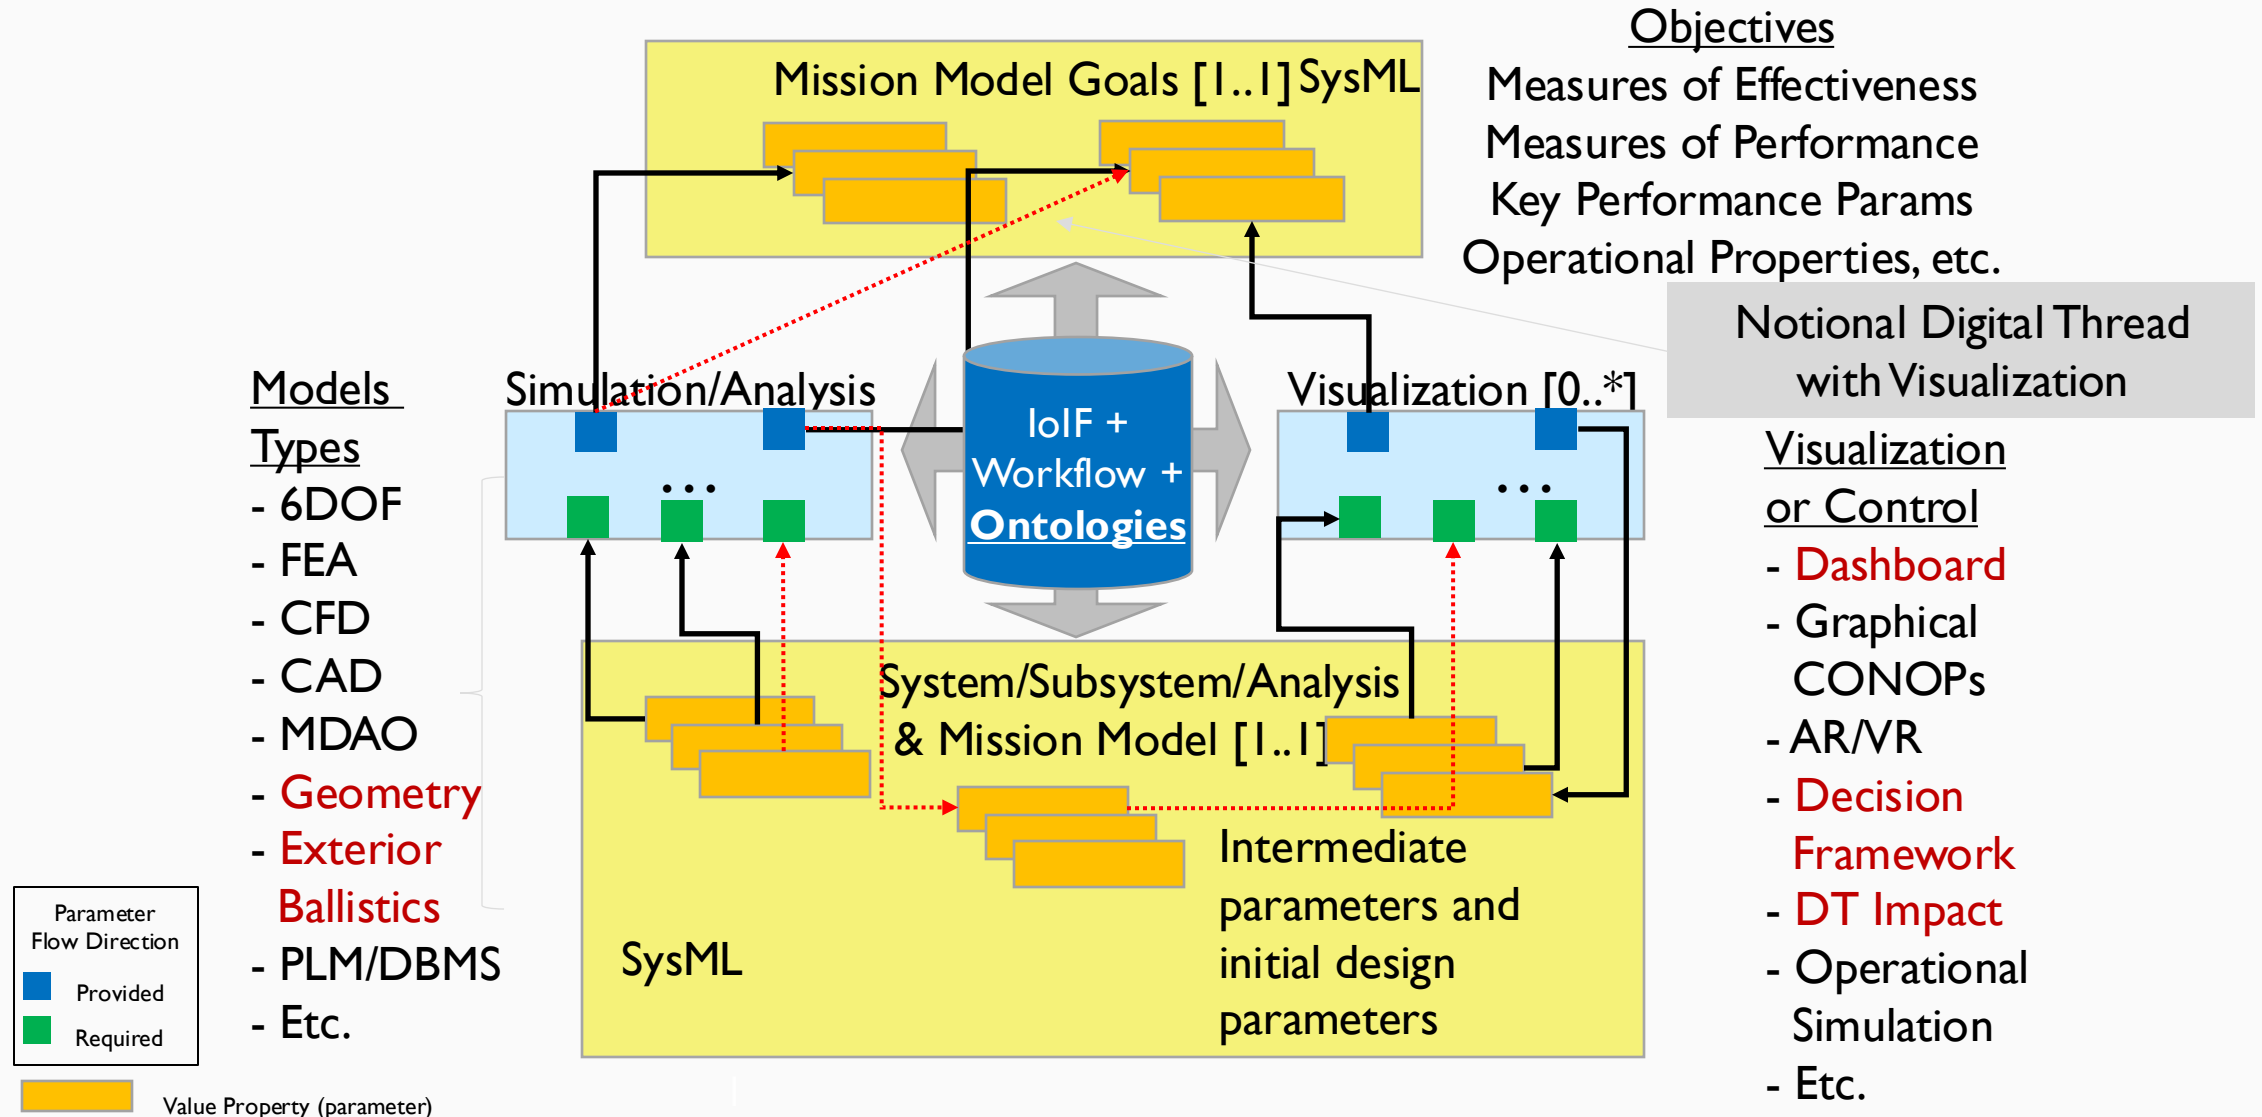 Objectives
Measures of Effectiveness
Measures of Performance
Key Performance Params
Operational Properties, etc.
Mission Model Goals [1..1] SysML
Notional Digital Thread
with Visualization
Models
Types
- 6DOF
- FEA
- CFD
- CAD
- MDAO
- Geometry
- Exterior
Ballistics
- PLM/DBMS
- Etc.
Simulation/Analysis
...
IoIF +
Workflow +
Ontologies
Visualization [0..*]
...
Visualization
or Control
- Dashboard
- Graphical
CONOPs
- AR/VR
- Decision
Framework
- DT Impact
- Operational
Simulation
- Etc.
System/Subsystem/Analysis
& Mission Model [1..1]
Intermediate
parameters and
initial design
parameters
SysML
Parameter
Flow Direction
Provided
Required
Value Property (parameter)